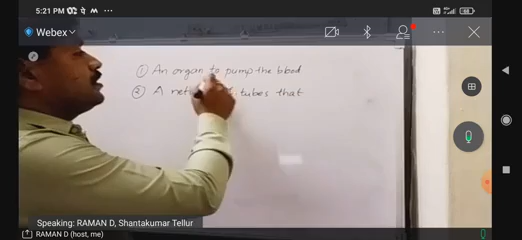 5:21 PM
Webex
① An organ to pump the blood
② A net tubes that
Speaking: RAMAN D, Shantakumar Tellur
RAMAN D (host, me)